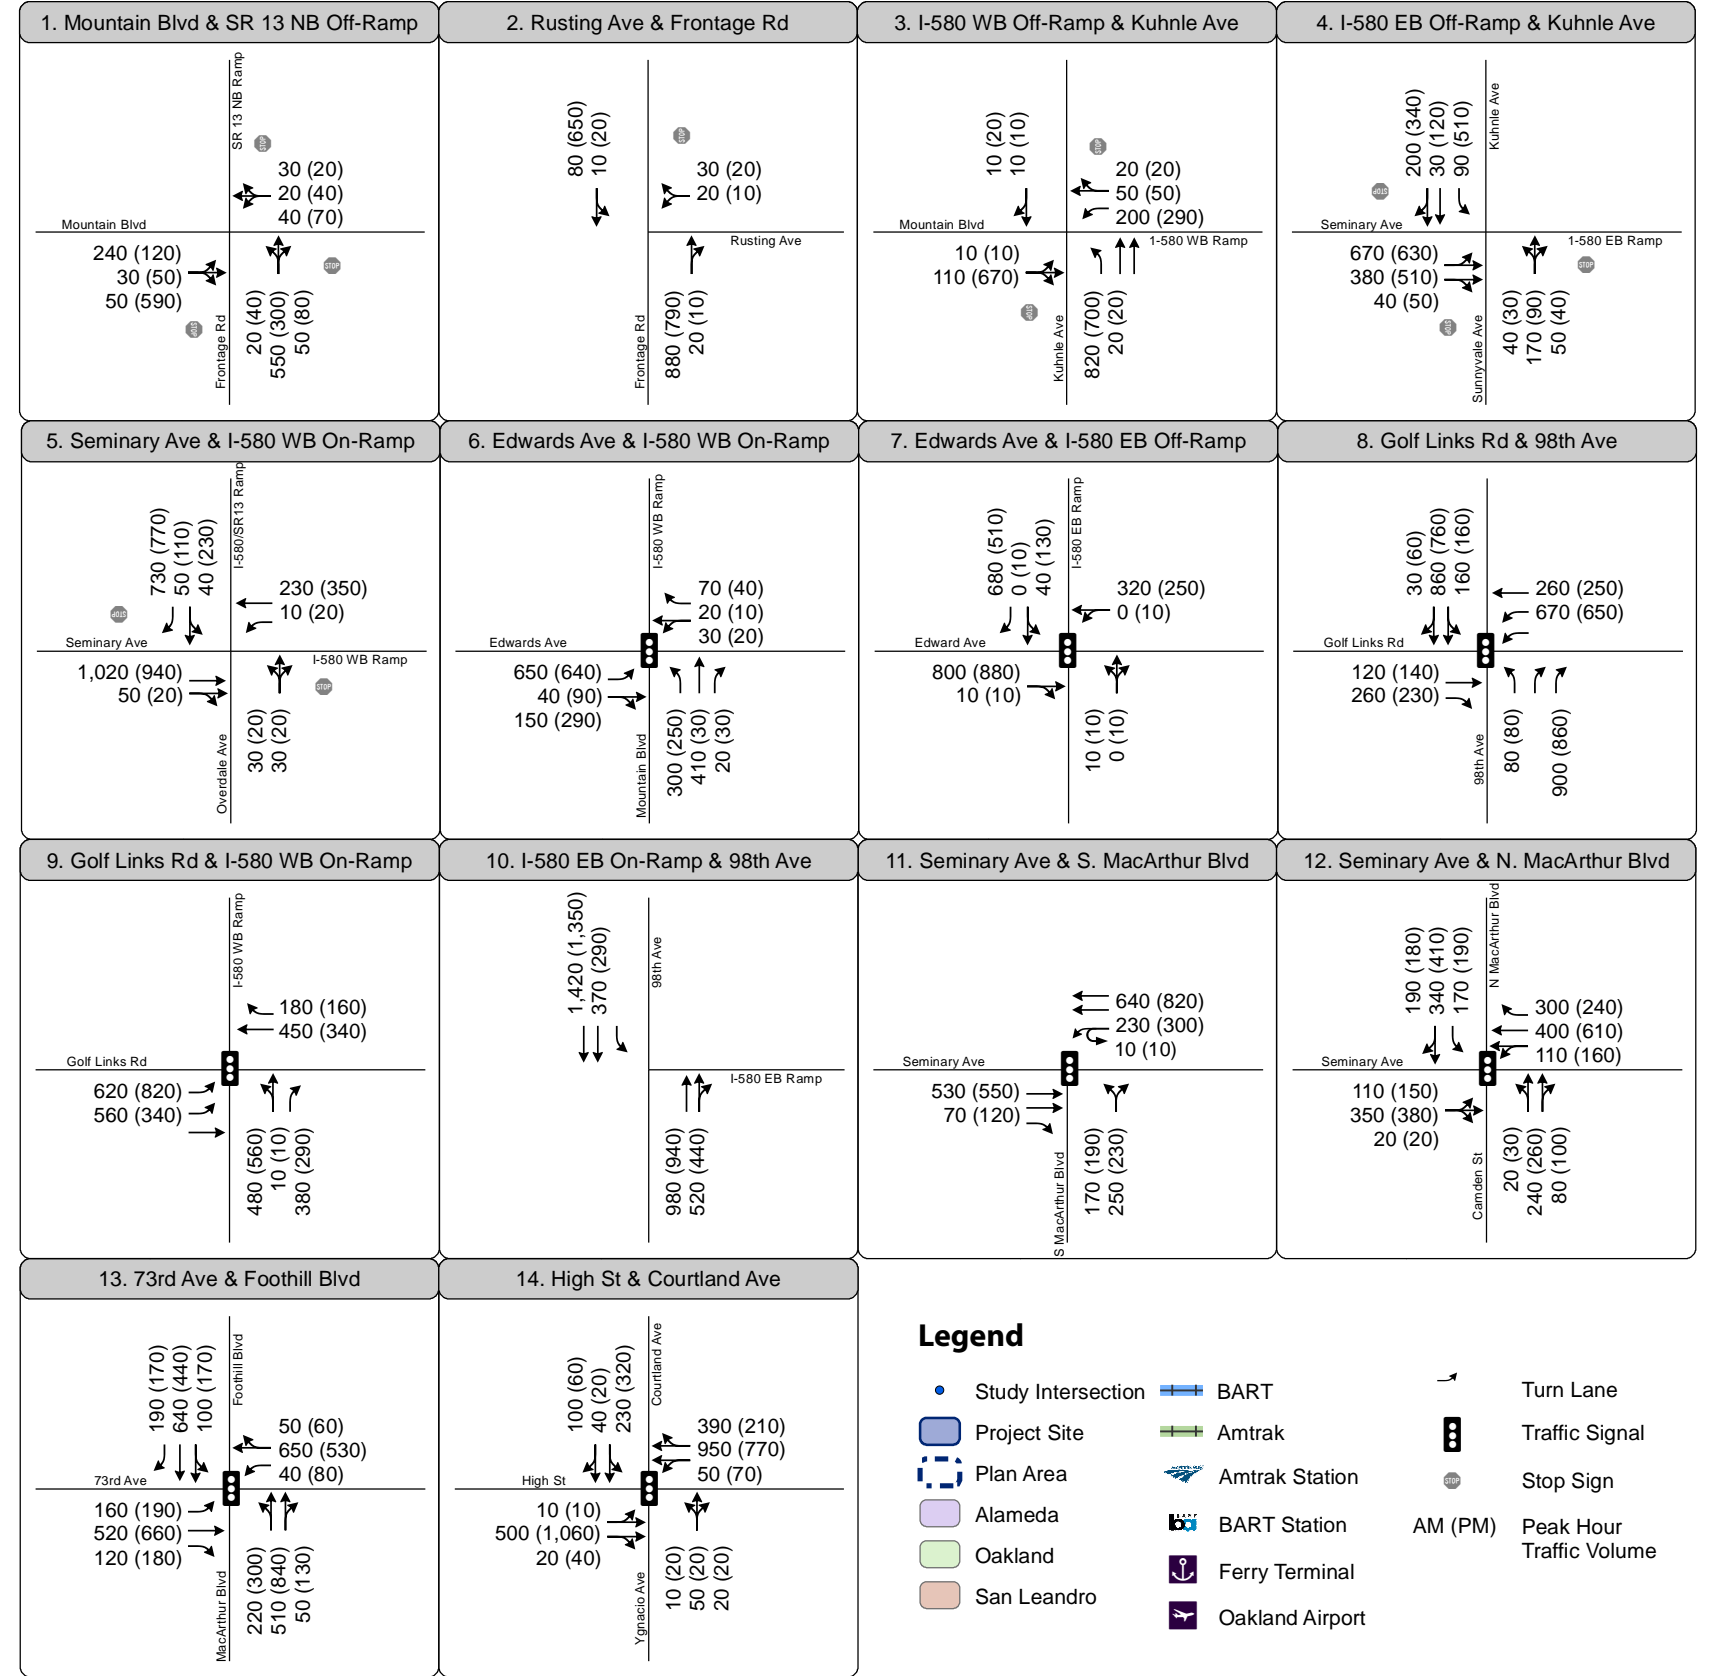 1. Mountain Blvd & SR 13 NB Off-Ramp
SR 13 NB Ramp
STOP
30 (20)
20 (40)
40 (70)
Mountain Blvd
240 (120)
30 (50)
50 (590)
STOP
STOP
Frontage Rd
20 (40)
550 (300)
50 (80)
2. Rusting Ave & Frontage Rd
80 (650)
10 (20)
STOP
30 (20)
20 (10)
Rusting Ave
Frontage Rd
880 (790)
20 (10)
3. I-580 WB Off-Ramp & Kuhnle Ave
10 (20)
10 (10)
STOP
20 (20)
50 (50)
200 (290)
Mountain Blvd
1-580 WB Ramp
10 (10)
110 (670)
STOP
Kuhnle Ave
820 (700)
20 (20)
4. I-580 EB Off-Ramp & Kuhnle Ave
200 (340)
30 (120)
90 (510)
Kuhnle Ave
STOP
Seminary Ave
1-580 EB Ramp
670 (630)
380 (510)
40 (50)
STOP
STOP
Sunnyvale Ave
40 (30)
170 (90)
50 (40)
5. Seminary Ave & I-580 WB On-Ramp
730 (770)
50 (110)
40 (230)
I-580/SR13 Ramp
STOP
230 (350)
10 (20)
Seminary Ave
I-580 WB Ramp
1,020 (940)
50 (20)
STOP
Overdale Ave
30 (20)
30 (20)
6. Edwards Ave & I-580 WB On-Ramp
I-580 WB Ramp
70 (40)
20 (10)
30 (20)
Edwards Ave
650 (640)
40 (90)
150 (290)
Mountain Blvd
300 (250)
410 (30)
20 (30)
7. Edwards Ave & I-580 EB Off-Ramp
680 (510)
0 (10)
40 (130)
I-580 EB Ramp
320 (250)
0 (10)
Edward Ave
800 (880)
10 (10)
10 (10)
0 (10)
8. Golf Links Rd & 98th Ave
30 (60)
860 (760)
160 (160)
260 (250)
670 (650)
Golf Links Rd
120 (140)
260 (230)
98th Ave
80 (80)
900 (860)
9. Golf Links Rd & I-580 WB On-Ramp
I-580 WB Ramp
180 (160)
450 (340)
Golf Links Rd
620 (820)
560 (340)
480 (560)
10 (10)
380 (290)
10. I-580 EB On-Ramp & 98th Ave
1,420 (1,350)
370 (290)
98th Ave
I-580 EB Ramp
980 (940)
520 (440)
11. Seminary Ave & S. MacArthur Blvd
640 (820)
230 (300)
10 (10)
Seminary Ave
530 (550)
70 (120)
S MacArthur Blvd
170 (190)
250 (230)
12. Seminary Ave & N. MacArthur Blvd
190 (180)
340 (410)
170 (190)
N MacArthur Blvd
300 (240)
400 (610)
110 (160)
Seminary Ave
110 (150)
350 (380)
20 (20)
Camden St
20 (30)
240 (260)
80 (100)
13. 73rd Ave & Foothill Blvd
190 (170)
640 (440)
100 (170)
Foothill Blvd
50 (60)
650 (530)
40 (80)
73rd Ave
160 (190)
520 (660)
120 (180)
MacArthur Blvd
220 (300)
510 (840)
50 (130)
14. High St & Courtland Ave
100 (60)
40 (20)
230 (320)
Courtland Ave
390 (210)
950 (770)
50 (70)
High St
10 (10)
500 (1,060)
20 (40)
Ygnacio Ave
10 (20)
50 (20)
20 (20)
Legend
Study Intersection
Project Site
Plan Area
Alameda
Oakland
San Leandro
BART
Amtrak
Amtrak Station
BART Station
Ferry Terminal
Oakland Airport
Turn Lane
Traffic Signal
STOP
Stop Sign
AM (PM)
Peak Hour
Traffic Volume